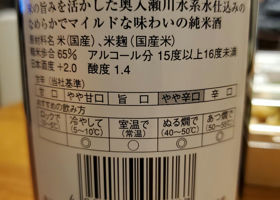 米の旨みを活かした奥入瀬川水系水仕込みの
なめらかでマイルドな味わいの純米酒
原材料名 米(国産)、米麹(国産米)
精米歩合 65% アルコール分 15度以上16度未満
日本酒度 +2.0 酸度 1.4
(当社基準)
甘口 やや甘口 旨口 やや辛口 辛口
おすすめの飲み方
ロックで 冷やして (5~10℃) 室温で (常温) ぬる燗で (40~50℃) あつ燗で (50~60℃)